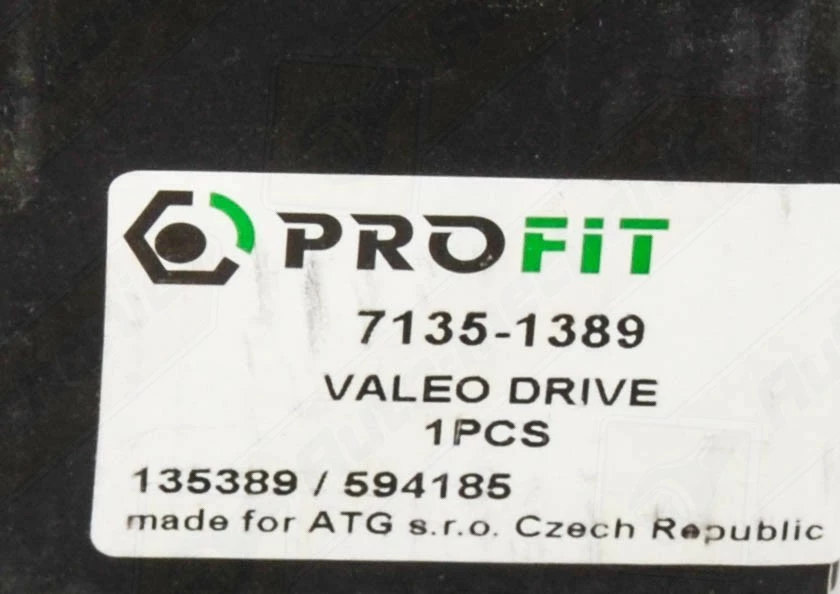 PROFiT
7135-1389
VALEO DRIVE
1PCS
135389 / 594185
made for ATG s.r.o. Czech Republic